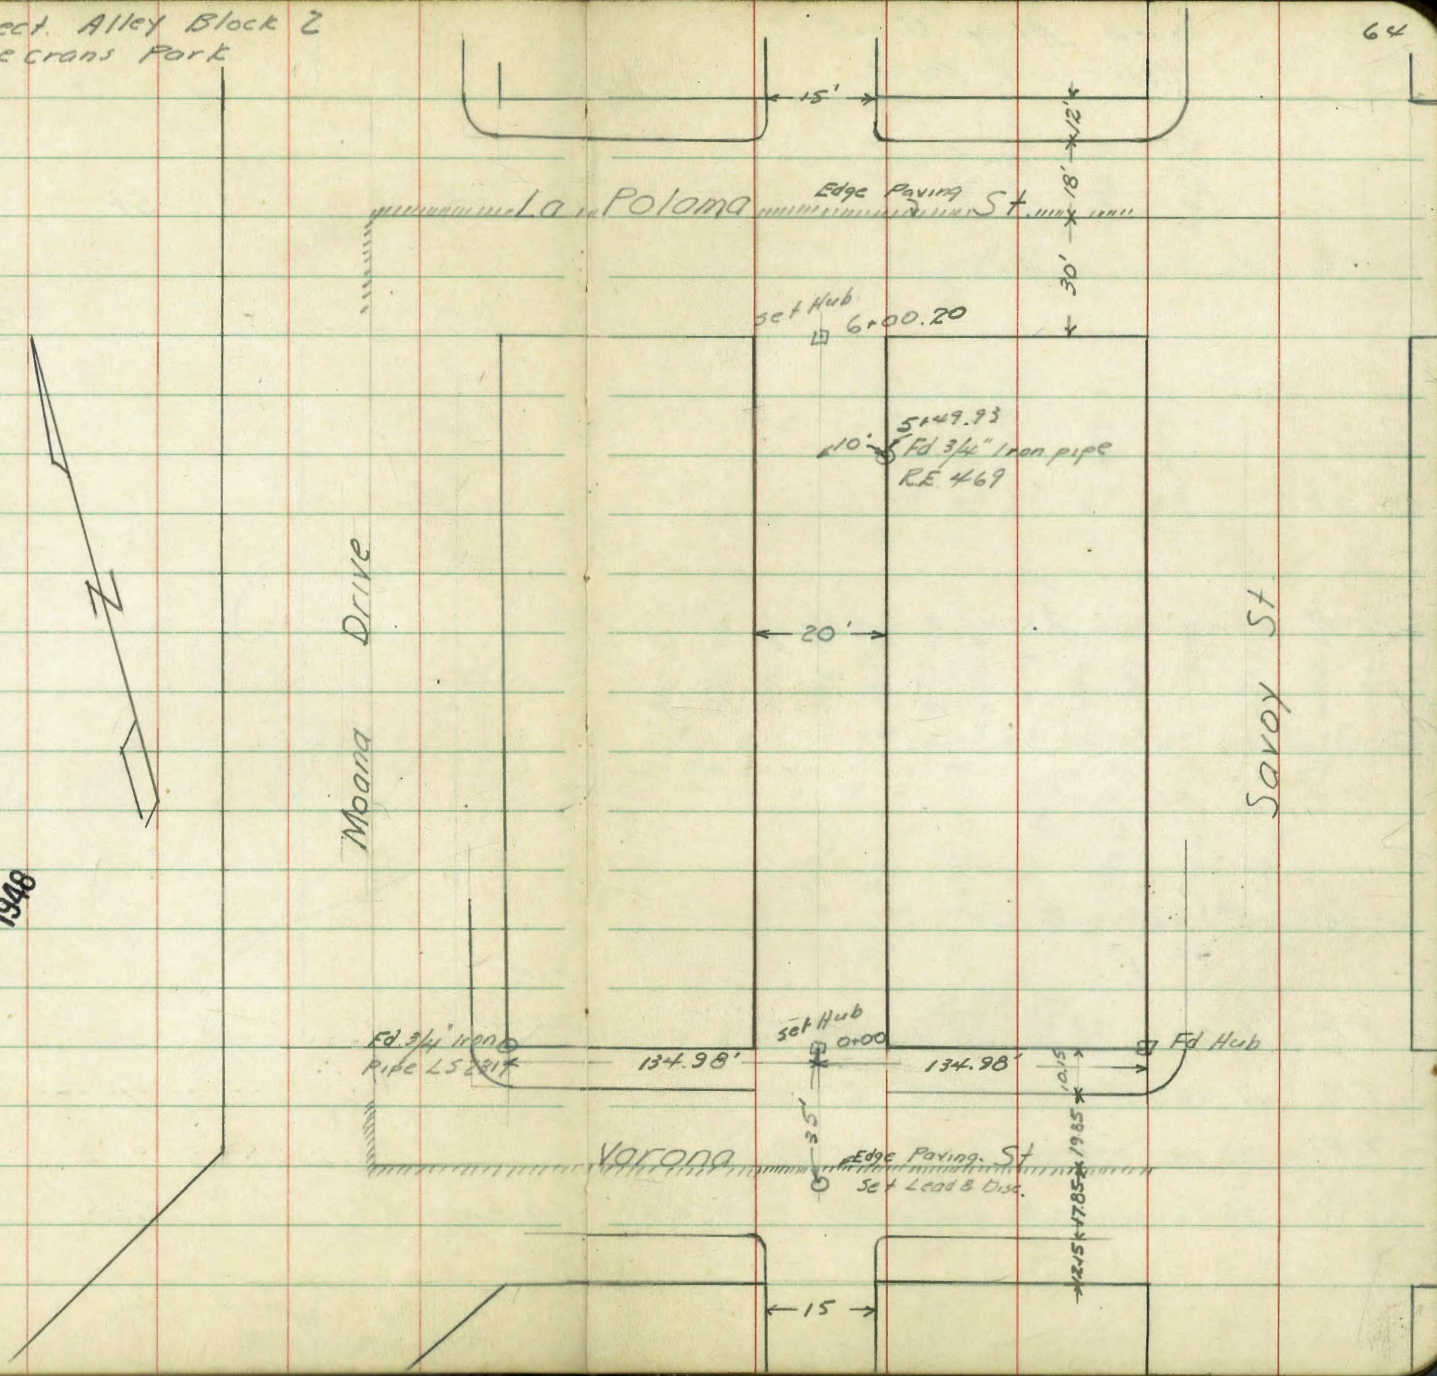 ect. Alley Block 2
ecrans Park
64
15'
12'
18'
30'
La Polama St.
Edge Paving
set Hub
6+00.20
5+49.93
10'
Fd 3/4" Iron pipe
R.E 469
20'
Moana Drive
Savoy St
1948
set Hub
0+00
Fd. 3/4" Iron
Pipe LS 2317
134.98'
134.98'
Fd Hub
10.15
19.85
17.85
12.15
35'
Varona St
Edge Paving.
Set Lead & Disc.
15